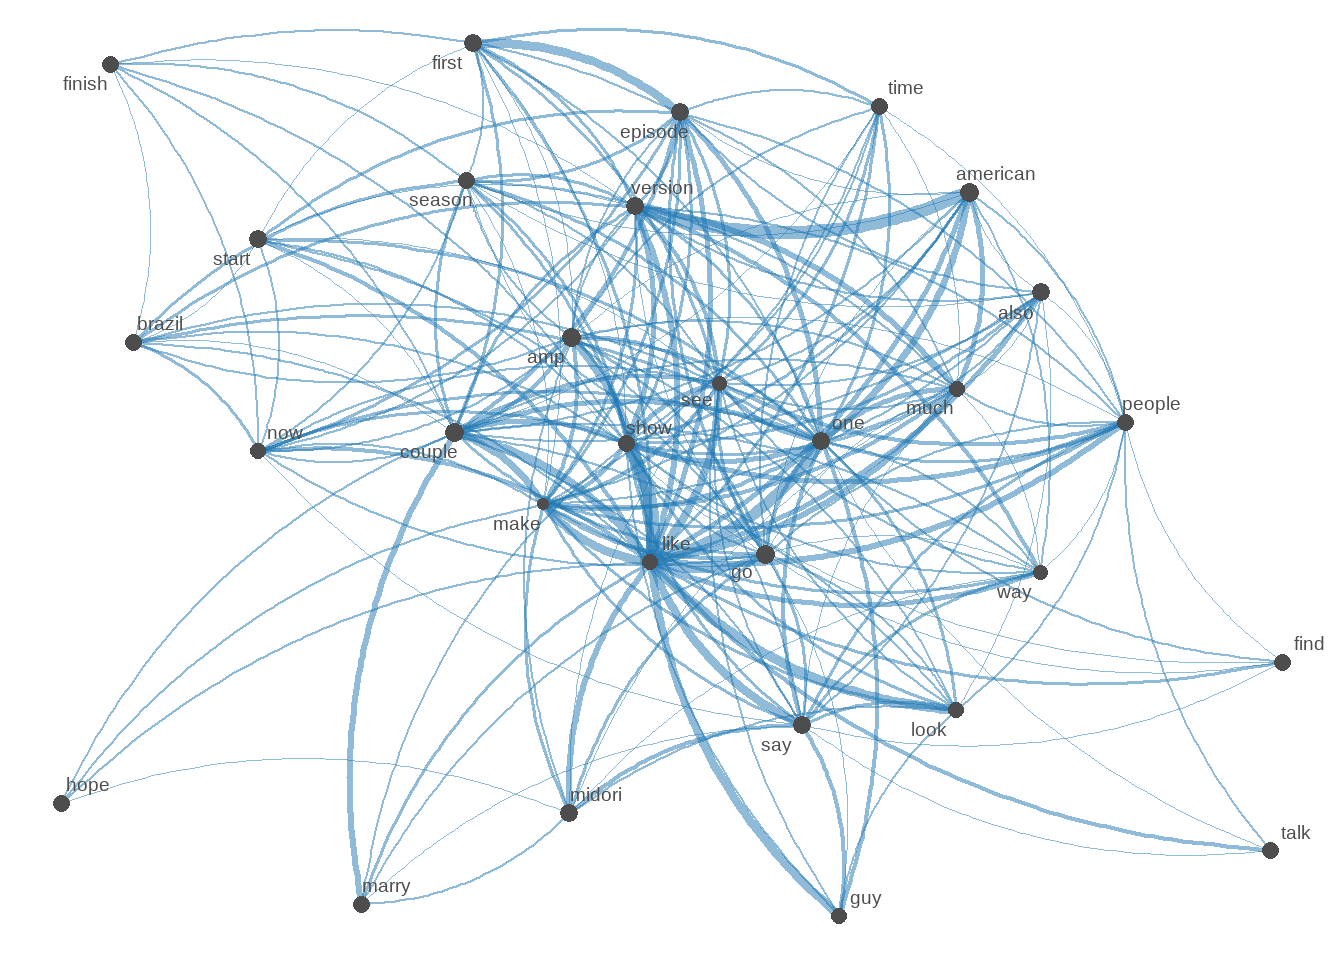 first
finish
time
episode
american
version
season
start
also
brazil
amp
see
much
people
one
show
now
couple
make
like
go
way
find
look
say
hope
midori
talk
marry
guy